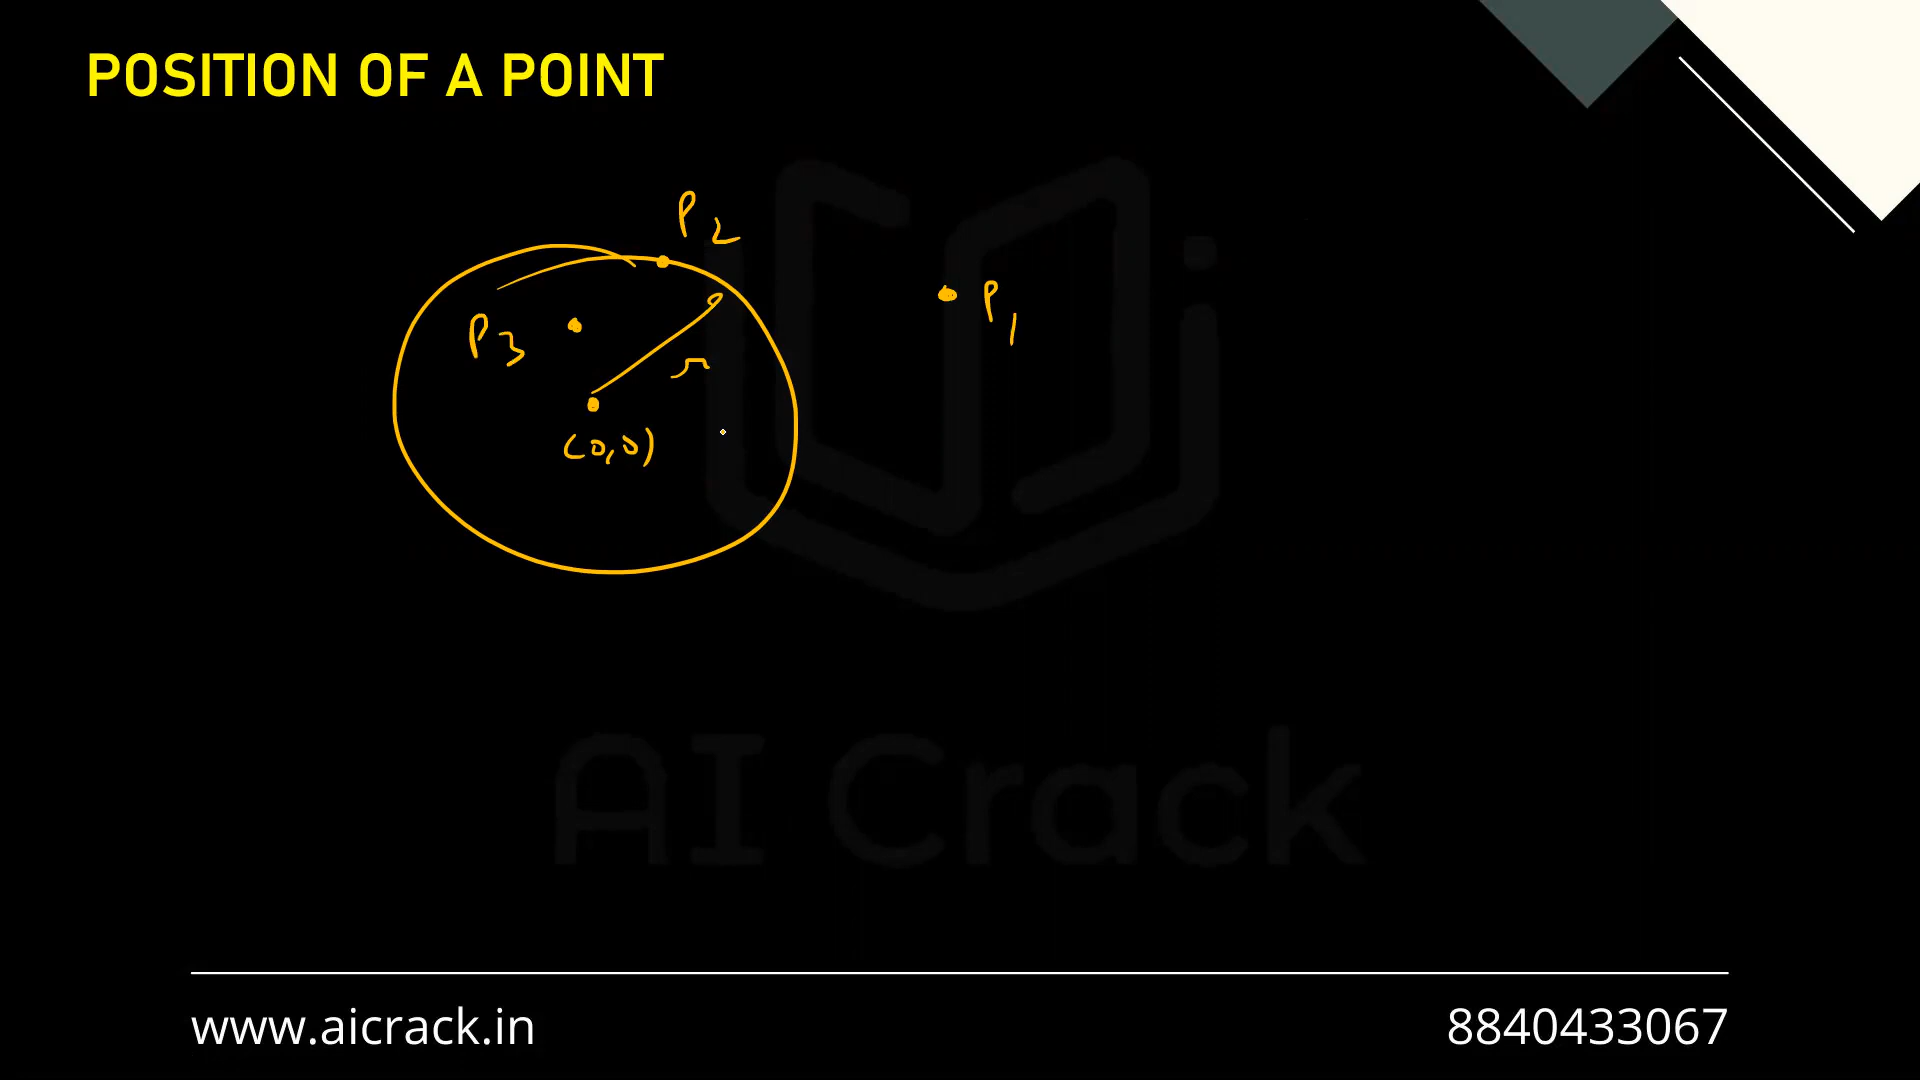 POSITION OF A POINT
P2
P1
P3
r
(0,0)
AI Crack
www.aicrack.in
8840433067